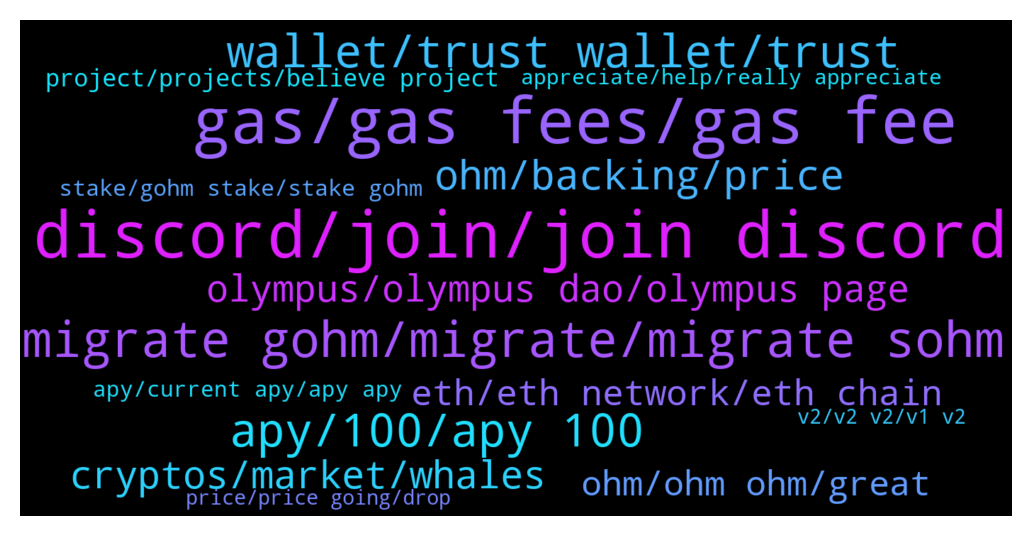 wallet/trust wallet/trust
project/projects/believe project
appreciate/help/really appreciate
gas/gas fees/gas fee
stake/gohm stake/stake gohm
ohm/backing/price
discord/join/join discord
olympus/olympus dao/olympus page
migrate gohm/migrate/migrate sohm
apy/current apy/apy apy
eth/eth network/eth chain
v2/v2 v2/v1 v2
apy/100/apy 100
cryptos/market/whales
ohm/ohm ohm/great
price/price going/drop